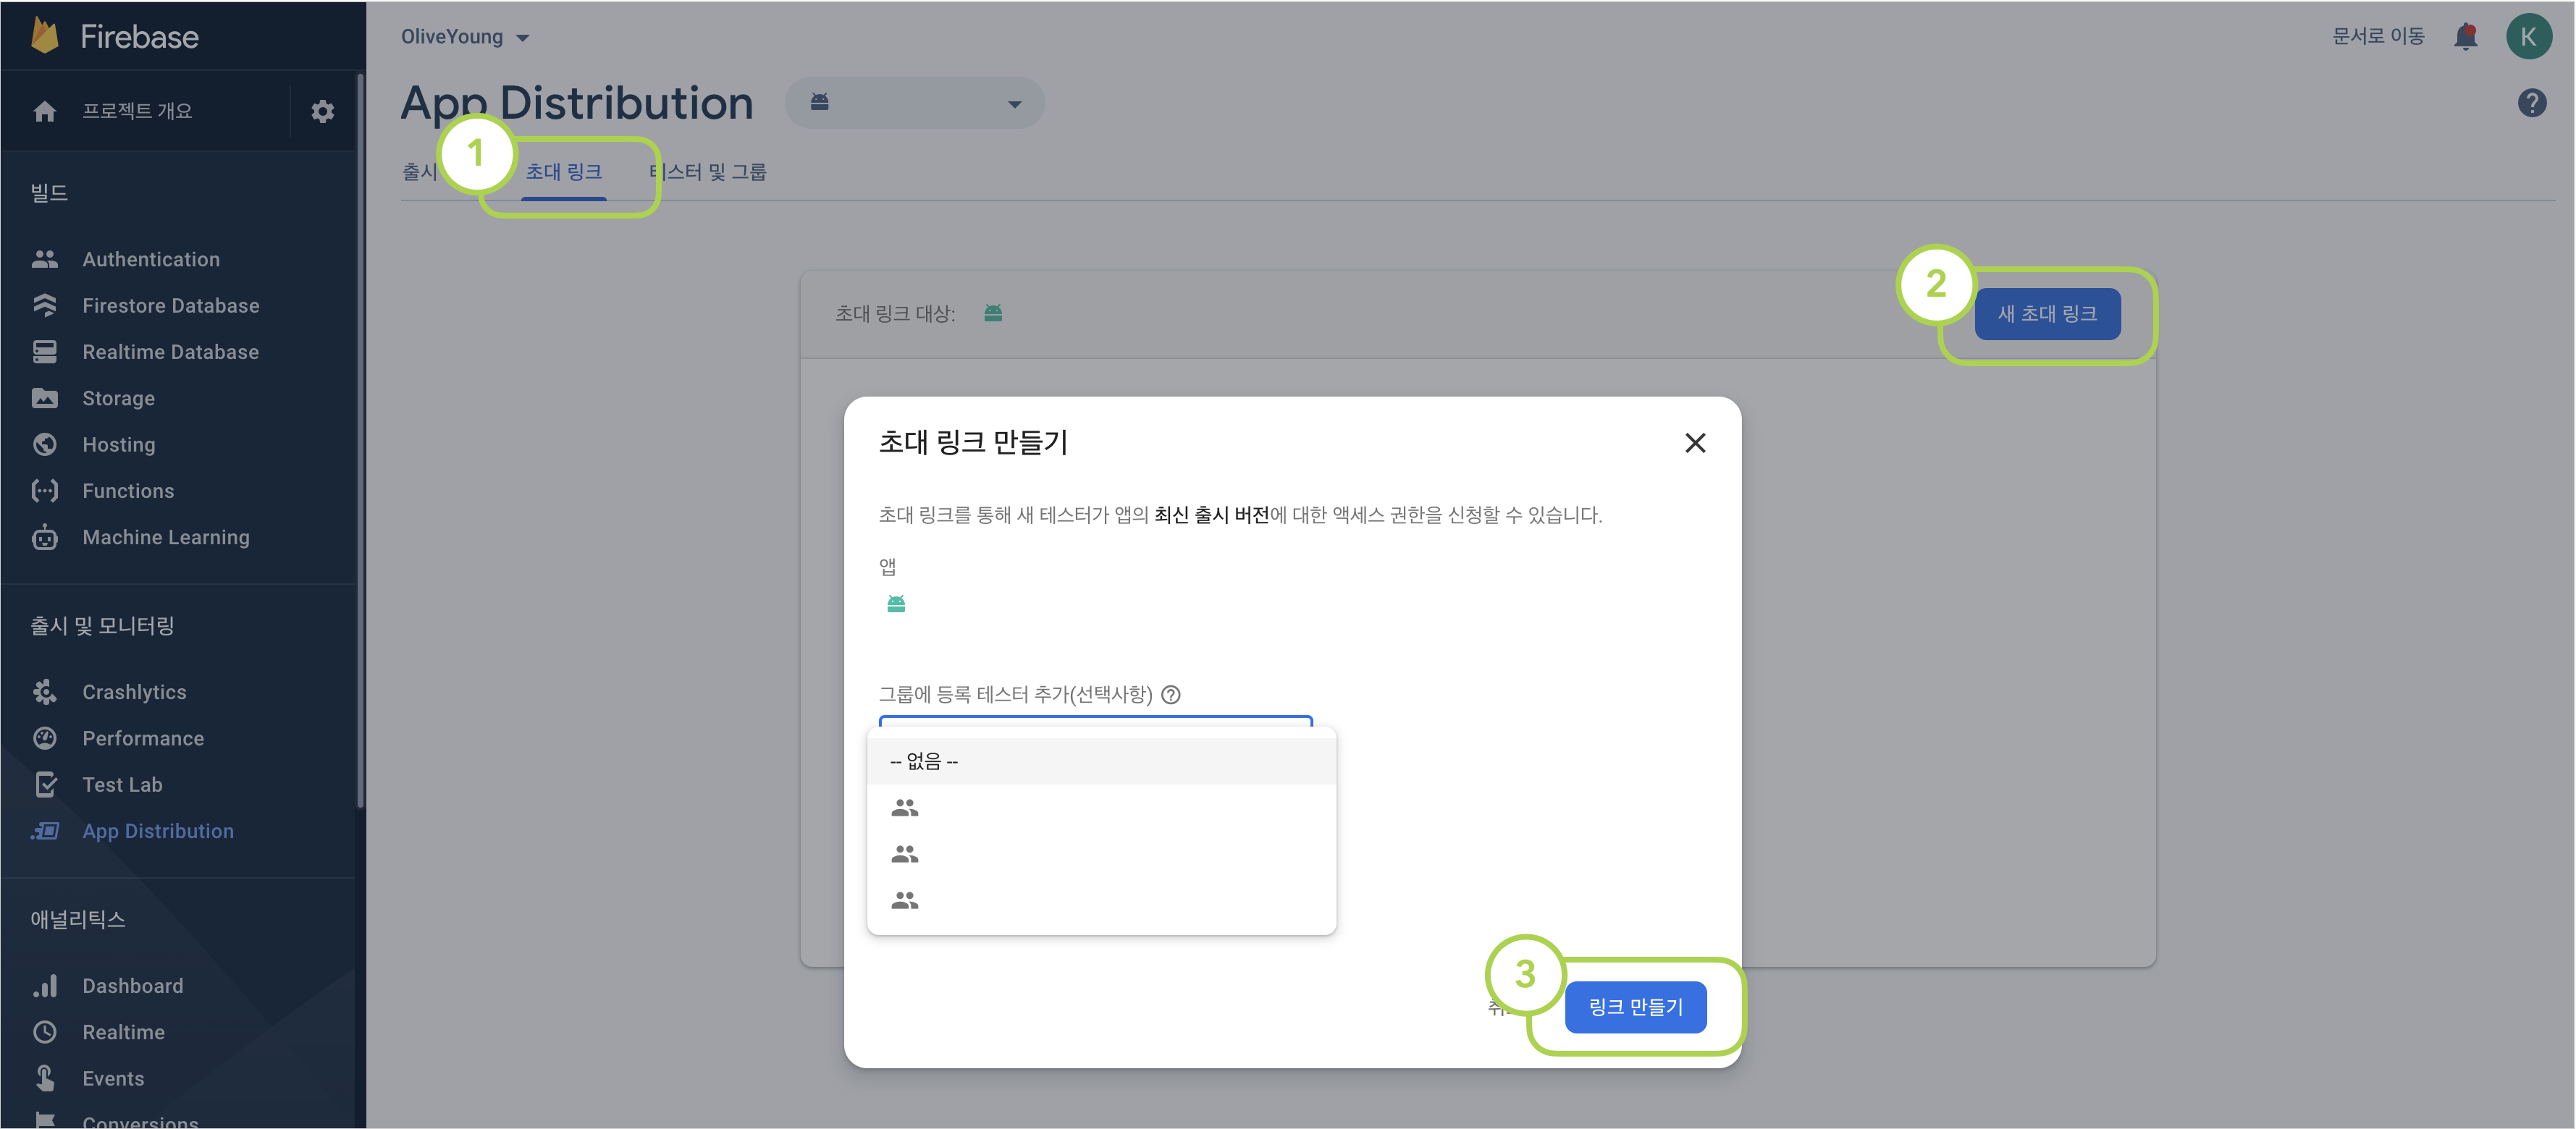 Firebase
프로젝트 개요
빌드
Authentication
Firestore Database
Realtime Database
Storage
Hosting
Functions
Machine Learning
출시 및 모니터링
Crashlytics
Performance
Test Lab
App Distribution
애널리틱스
Dashboard
Realtime
Events
Conversions
OliveYoung
문서로 이동
K
App Distribution
1
출시
초대 링크
테스터 및 그룹
초대 링크 대상:
2
새 초대 링크
초대 링크 만들기
초대 링크를 통해 새 테스터가 앱의 최신 출시 버전에 대한 액세스 권한을 신청할 수 있습니다.
앱
그룹에 등록 테스터 추가(선택사항)
-- 없음 --
3
링크 만들기